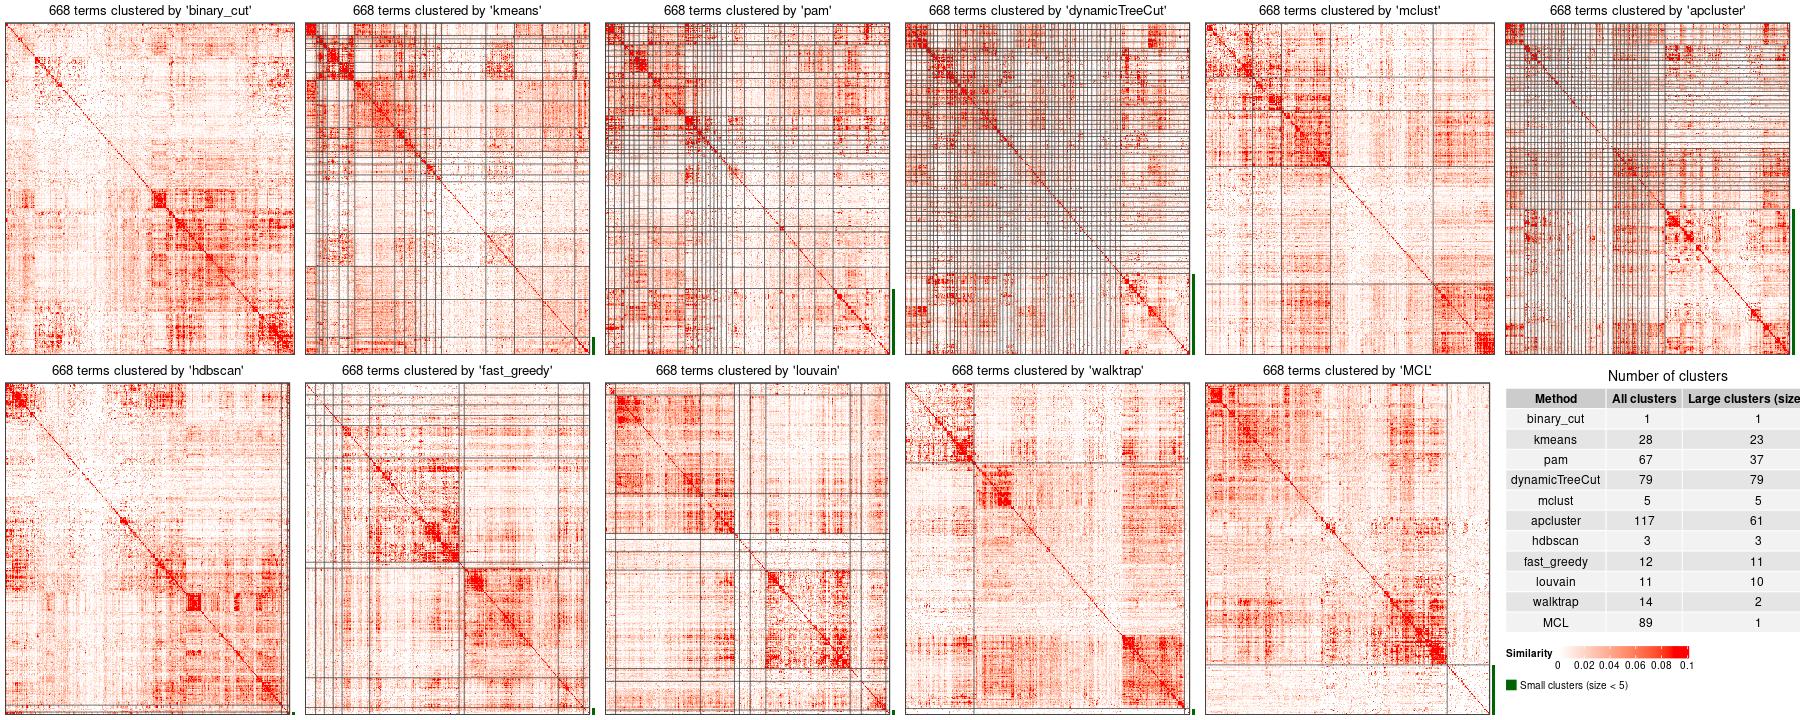 668 terms clustered by 'binary_cut'
668 terms clustered by 'kmeans'
668 terms clustered by 'pam'
668 terms clustered by 'dynamicTreeCut'
668 terms clustered by 'mclust'
668 terms clustered by 'apcluster'
668 terms clustered by 'hdbscan'
668 terms clustered by 'fast_greedy'
668 terms clustered by 'louvain'
668 terms clustered by 'walktrap'
668 terms clustered by 'MCL'
Number of clusters
Method All clusters Large clusters (size
binary_cut 1 1
kmeans 28 23
pam 67 37
dynamicTreeCut 79 79
mclust 5 5
apcluster 117 61
hdbscan 3 3
fast_greedy 12 11
louvain 11 10
walktrap 14 2
MCL 89 1
Similarity
0 0.02 0.04 0.06 0.08 0.1
Small clusters (size < 5)